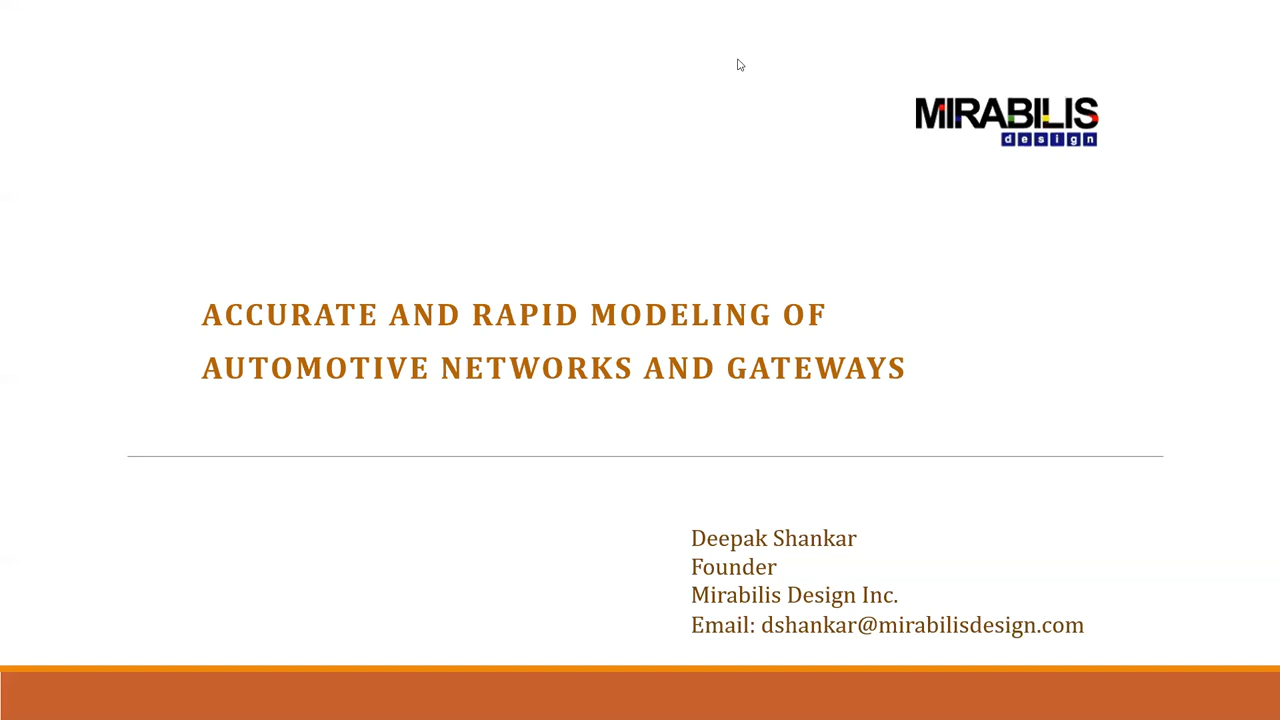 MIRABILIS
design
ACCURATE AND RAPID MODELING OF
AUTOMOTIVE NETWORKS AND GATEWAYS
Deepak Shankar
Founder
Mirabilis Design Inc.
Email: dshankar@mirabilisdesign.com